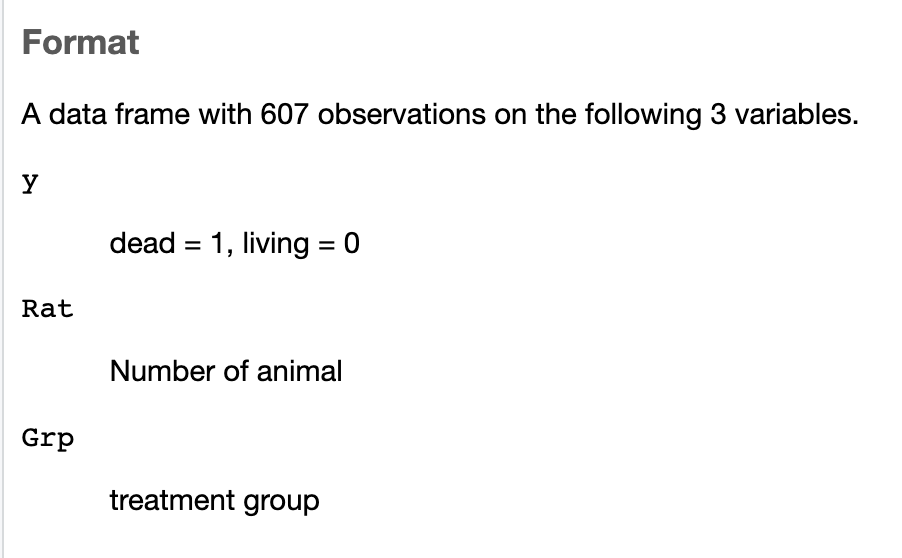 Format
A data frame with 607 observations on the following 3 variables.
y
dead = 1, living = 0
Rat
Number of animal
Grp
treatment group